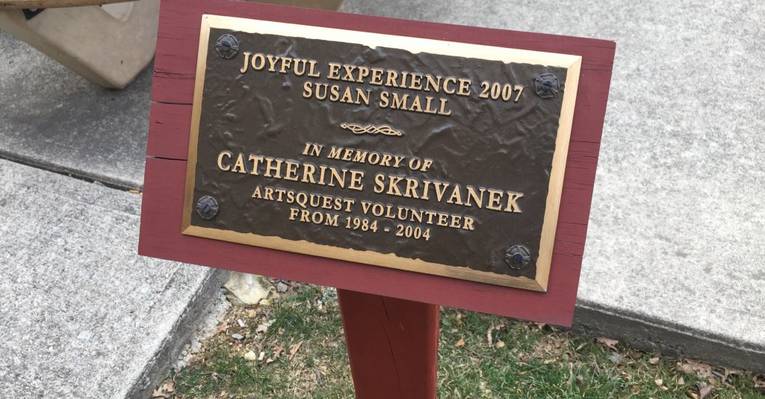 JOYFUL EXPERIENCE 2007
SUSAN SMALL
IN MEMORY OF
CATHERINE SKRIVANEK
ARTSQUEST VOLUNTEER
FROM 1984 - 2004